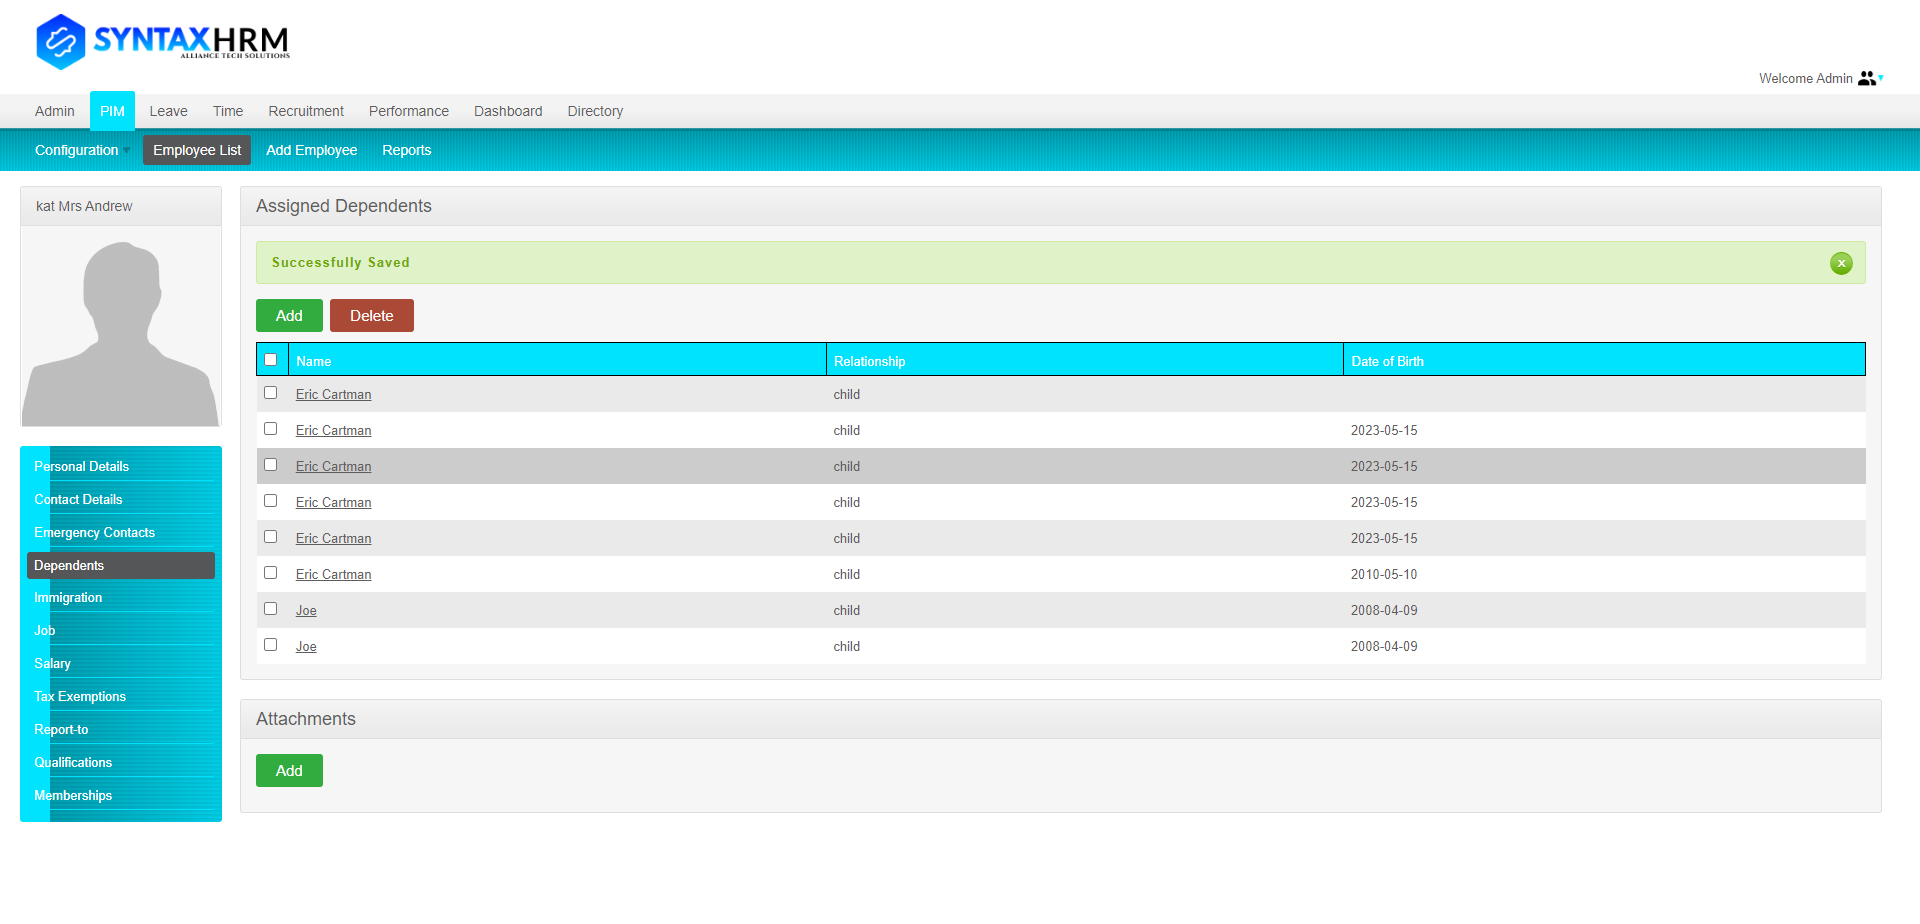 SYNTAXHRM
ALLIANCE TECH SOLUTIONS
Welcome Admin
Admin PIM Leave Time Recruitment Performance Dashboard Directory
Configuration Employee List Add Employee Reports
kat Mrs Andrew
Personal Details
Contact Details
Emergency Contacts
Dependents
Immigration
Job
Salary
Tax Exemptions
Report-to
Qualifications
Memberships
Assigned Dependents
Successfully Saved x
Add Delete
Name Relationship Date of Birth
Eric Cartman child
Eric Cartman child 2023-05-15
Eric Cartman child 2023-05-15
Eric Cartman child 2023-05-15
Eric Cartman child 2023-05-15
Eric Cartman child 2010-05-10
Joe child 2008-04-09
Joe child 2008-04-09
Attachments
Add